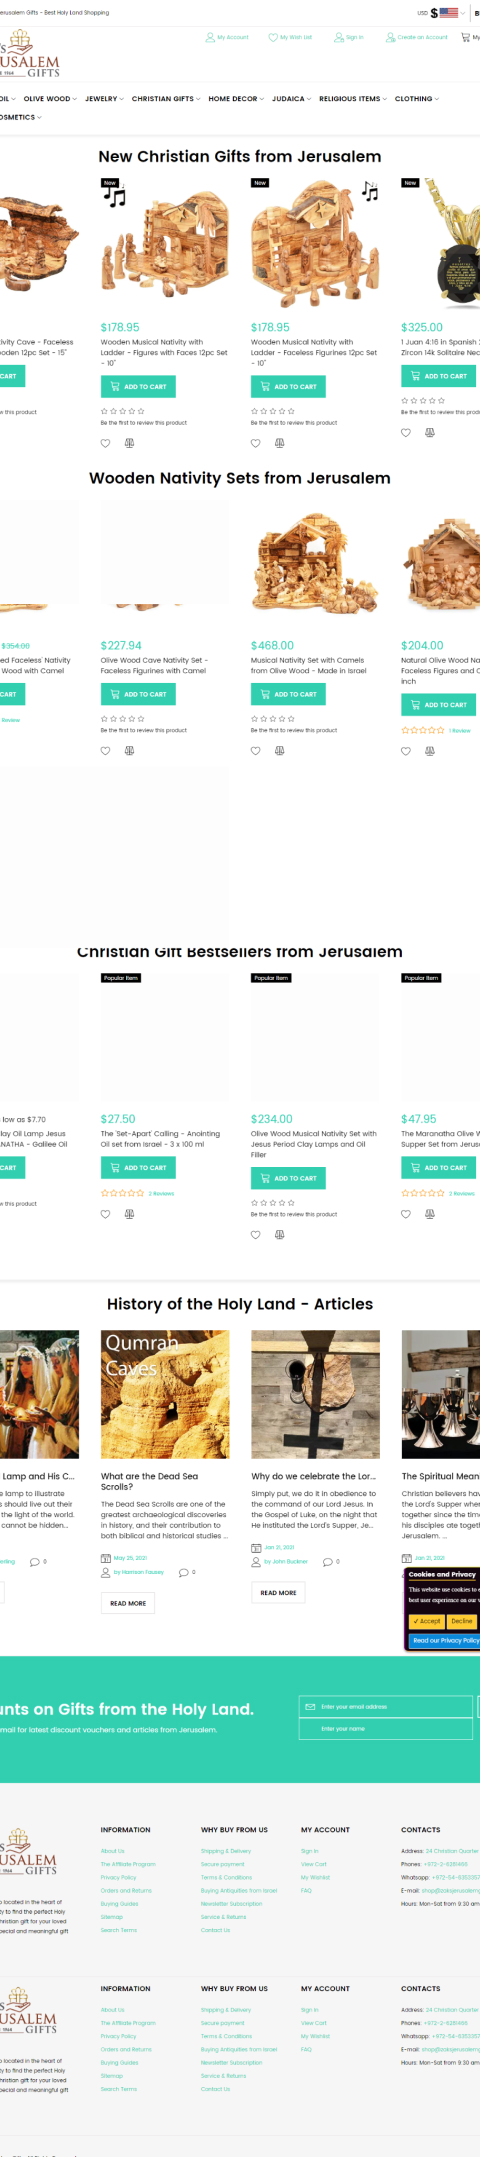 erusalem Gifts - Best Holy Land Shopping
USD $
My Account
My Wish List
Sign In
Create an Account
My
USALEM
GIFTS
OIL
OLIVE WOOD
JEWELRY
CHRISTIAN GIFTS
HOME DECOR
JUDAICA
RELIGIOUS ITEMS
CLOTHING
OSMETICS
New Christian Gifts from Jerusalem
New
New
New
$178.95
$178.95
$325.00
tivity Cave - Faceless
oden 12pc Set - 15"
Wooden Musical Nativity with
Ladder - Figures with Faces 12pc Set
- 10"
Wooden Musical Nativity with
Ladder - Faceless Figurines 12pc Set
- 10"
1 Juan 4:16 in Spanish
Zircon 14k Solitaire Nec
CART
ADD TO CART
ADD TO CART
ADD TO CART
w this product
Be the first to review this product
Be the first to review this product
Be the first to review this prod
Wooden Nativity Sets from Jerusalem
$354.00
$227.94
$468.00
$204.00
ed Faceless' Nativity
Wood with Camel
Olive Wood Cave Nativity Set -
Faceless Figurines with Camel
Musical Nativity Set with Camels
from Olive Wood - Made in Israel
Natural Olive Wood Na
Faceless Figures and C
inch
CART
ADD TO CART
ADD TO CART
ADD TO CART
Review
Be the first to review this product
Be the first to review this product
1 Review
Christian Gift Bestsellers from Jerusalem
Popular Item
Popular Item
Popular Item
low as $7.70
$27.50
$234.00
$47.95
lay Oil Lamp Jesus
NATHA - Galilee Oil
The 'Set-Apart' Calling - Anointing
Oil set from Israel - 3 x 100 ml
Olive Wood Musical Nativity Set with
Jesus Period Clay Lamps and Oil
Filler
The Maranatha Olive W
Supper Set from Jerus
CART
ADD TO CART
ADD TO CART
ADD TO CART
w this product
2 Reviews
Be the first to review this product
2 Reviews
History of the Holy Land - Articles
Qumran
Caves
Lamp and His C...
What are the Dead Sea
Scrolls?
Why do we celebrate the Lor...
The Spiritual Mean
e lamp to illustrate
s should live out their
the light of the world.
cannot be hidden...
The Dead Sea Scrolls are one of the
greatest archaeological discoveries
in history, and their contribution to
both biblical and historical studies ...
Simply put, we do it in obedience to
the command of our Lord Jesus. In
the Gospel of Luke, on the night that
He instituted the Lord's Supper, Je...
Christian believers hav
the Lord's Supper wher
together since the time
his disciples ate togeth
Jerusalem. ...
0
May 25, 2021
by Harrison Fausey
0
READ MORE
Jan 21, 2021
by John Buckner
0
READ MORE
Jan 21, 2021
Cookies and Privacy
This website use cookies to e
best user experience on our w
✓ Accept
Decline
Read our Privacy Policy
unts on Gifts from the Holy Land.
mail for latest discount vouchers and articles from Jerusalem.
Enter your email address
Enter your name
USALEM
GIFTS
p located in the heart of
ty to find the perfect Holy
hristian gift for your loved
pecial and meaningful gift
INFORMATION
About Us
The Affiliate Program
Privacy Policy
Orders and Returns
Buying Guides
Sitemap
Search Terms
WHY BUY FROM US
Shipping & Delivery
Secure payment
Terms & Conditions
Buying Antiquities from Israel
Newsletter Subscription
Service & Returns
Contact Us
MY ACCOUNT
Sign In
View Cart
My Wishlist
FAQ
CONTACTS
Address: 24 Christian Quarter
Phones: +972-2-6281466
Whatsapp:
E-mail:
Hours: Mon-Sat from 9:30 am
USALEM
GIFTS
p located in the heart of
ty to find the perfect Holy
hristian gift for your loved
pecial and meaningful gift
INFORMATION
About Us
The Affiliate Program
Privacy Policy
Orders and Returns
Buying Guides
Sitemap
Search Terms
WHY BUY FROM US
Shipping & Delivery
Secure payment
Terms & Conditions
Buying Antiquities from Israel
Newsletter Subscription
Service & Returns
Contact Us
MY ACCOUNT
Sign In
View Cart
My Wishlist
FAQ
CONTACTS
Address: 24 Christian Quarter
Phones: +972-2-6281466
Whatsapp:
E-mail:
Hours: Mon-Sat from 9:30 am